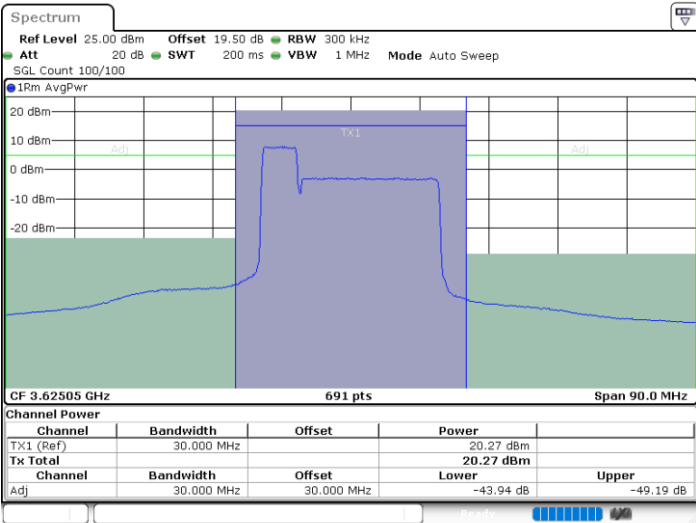 Spectrum
Ref Level 25.00 dBm Offset 19.50 dB RBW 300 kHz
Att 20 dB SWT 200 ms VBW 1 MHz Mode Auto Sweep
SGL Count 100/100
1Rm AvgPwr
20 dBm
TX1
10 dBm
Adj Adj
0 dBm
-10 dBm
-20 dBm
CF 3.62505 GHz 691 pts Span 90.0 MHz
Channel Power
Channel Bandwidth Offset Power
TX1 (Ref) 30.000 MHz 20.27 dBm
Tx Total 20.27 dBm
Channel Bandwidth Offset Lower Upper
Adj 30.000 MHz 30.000 MHz -43.94 dB -49.19 dB
Ready